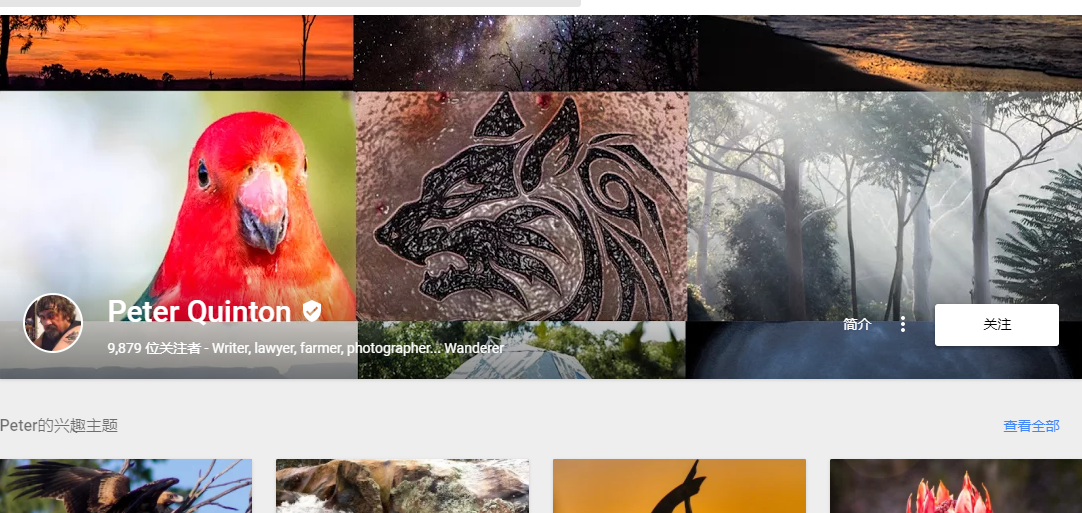 Peter Quinton
9,879 位关注者 - Writer, lawyer, farmer, photographer... Wanderer
简介
关注
Peter的兴趣主题
查看全部